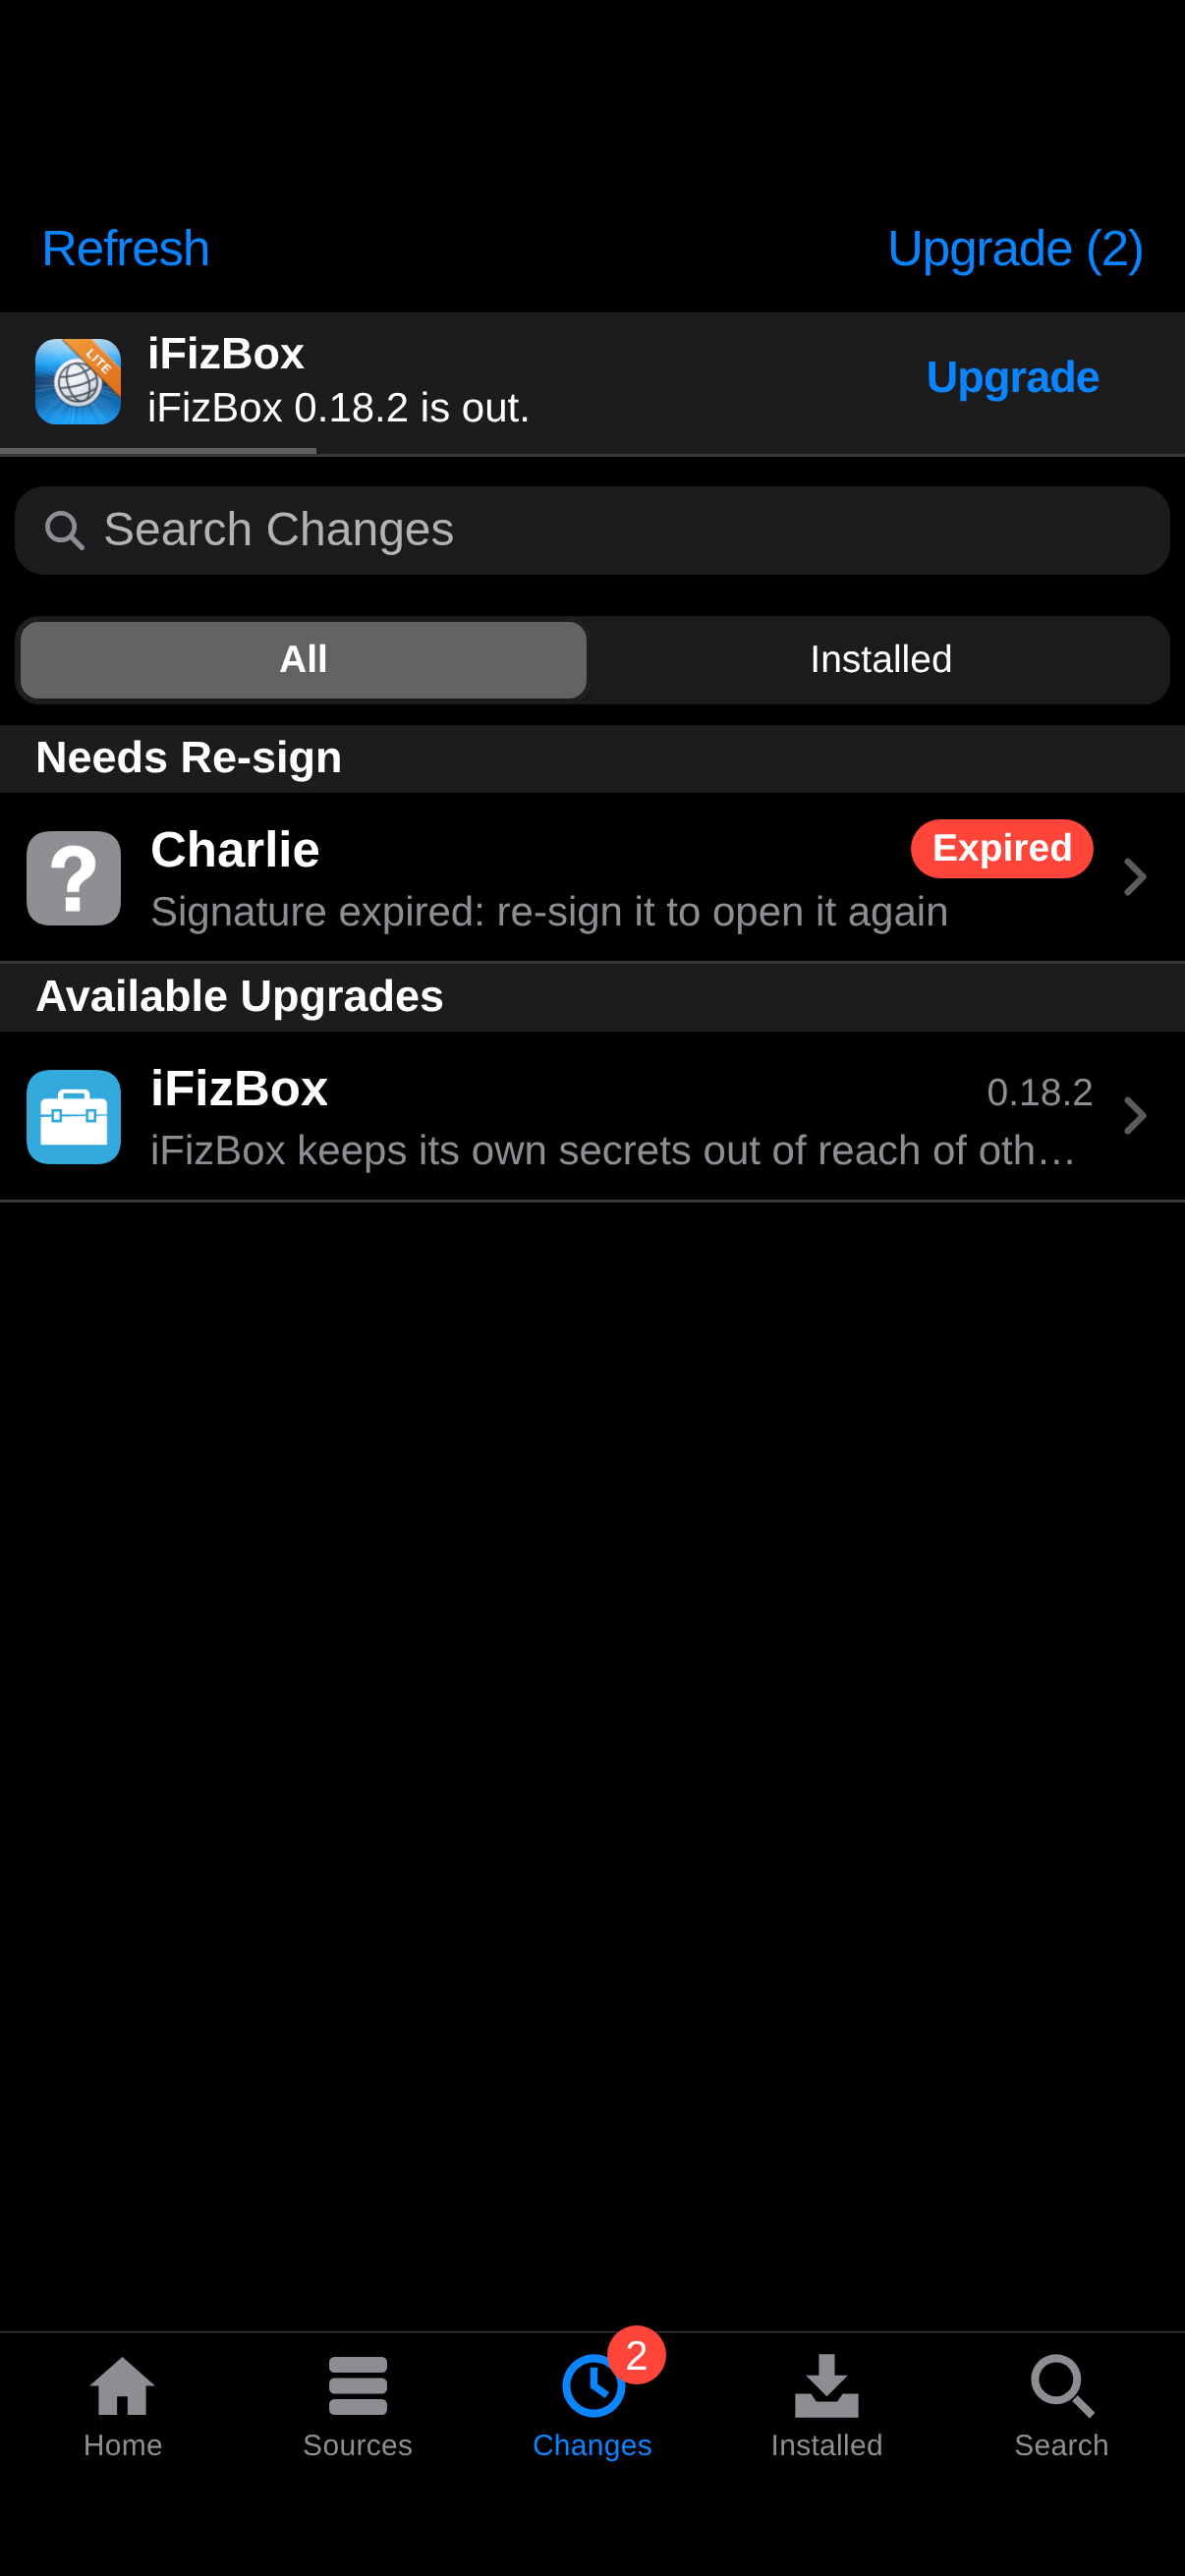 Refresh
Upgrade (2)
LITE
iFizBox
iFizBox 0.18.2 is out.
Upgrade
Search Changes
All
Installed
Needs Re-sign
Charlie
Expired
Signature expired: re-sign it to open it again
Available Upgrades
iFizBox
0.18.2
iFizBox keeps its own secrets out of reach of oth…
2
Home
Sources
Changes
Installed
Search